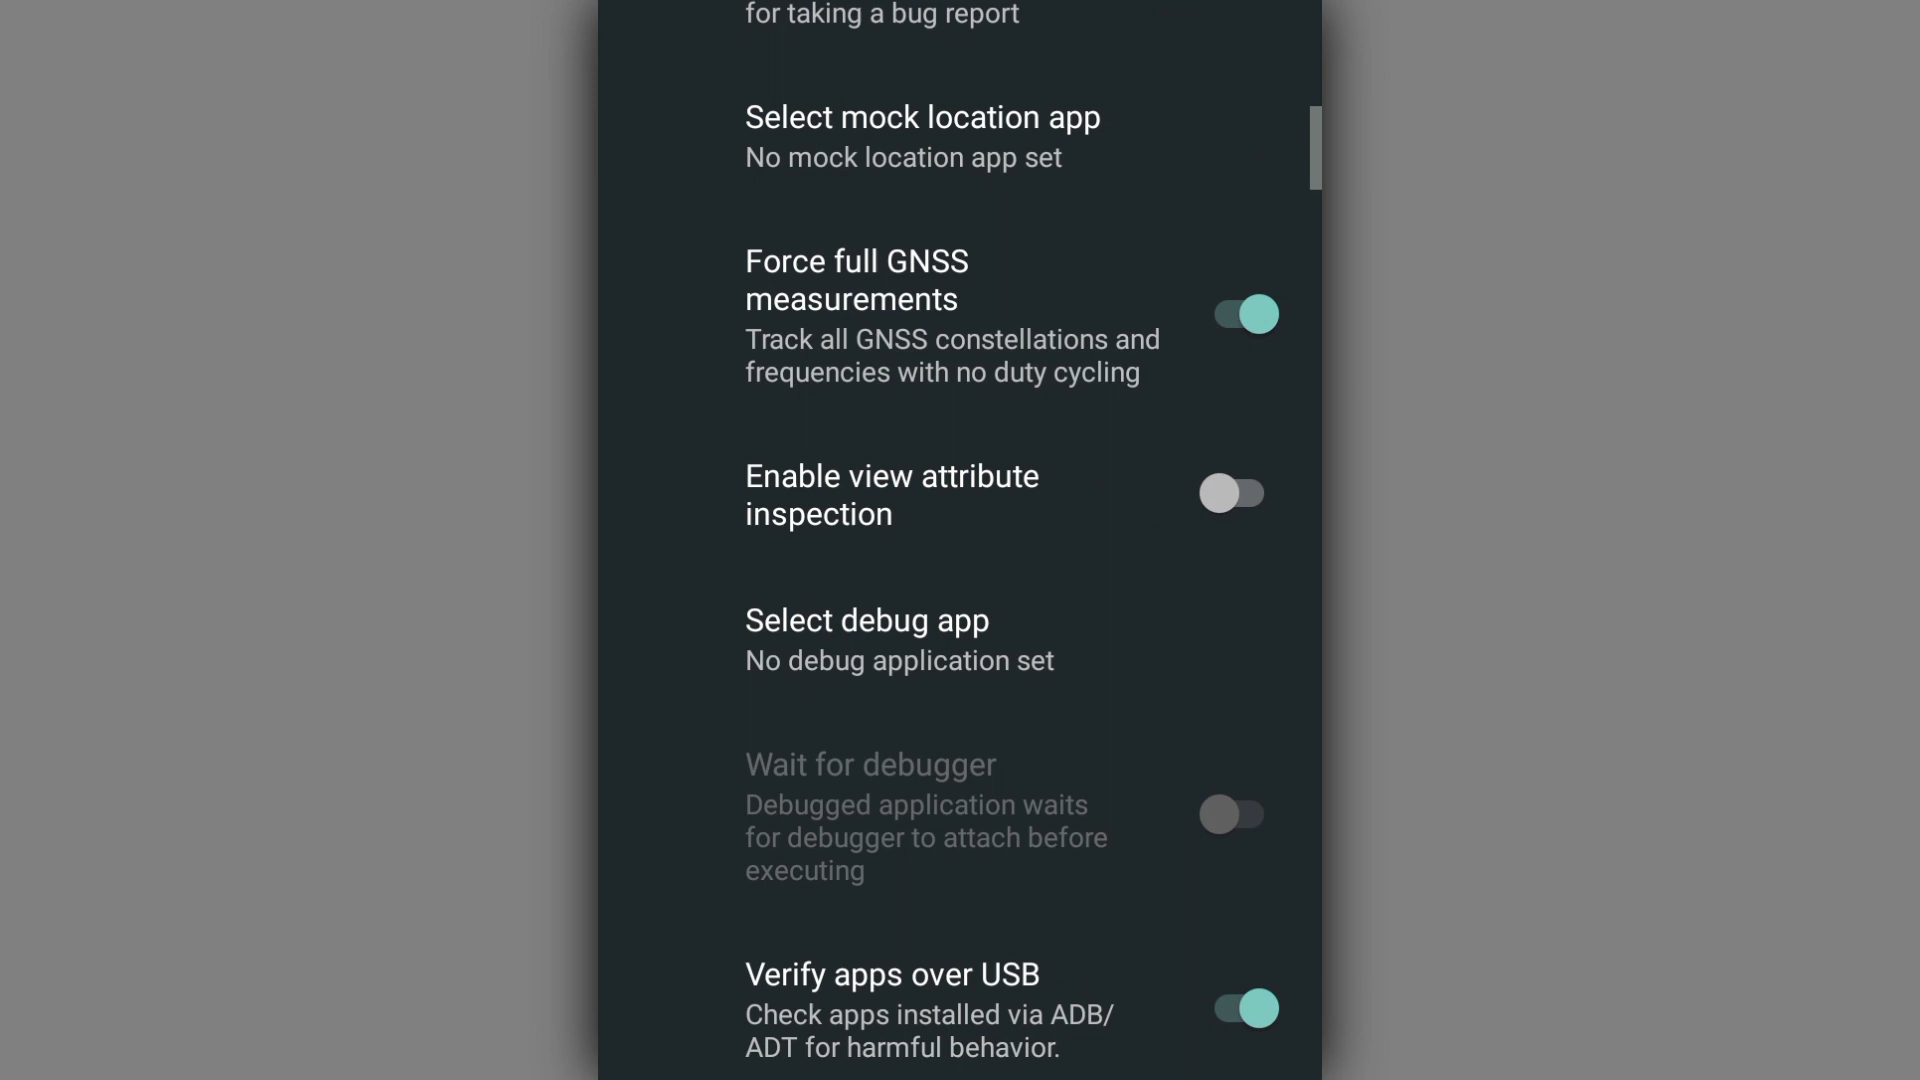 for taking a bug report
Select mock location app
No mock location app set
Force full GNSS
measurements
Track all GNSS constellations and
frequencies with no duty cycling
Enable view attribute
inspection
Select debug app
No debug application set
Wait for debugger
Debugged application waits
for debugger to attach before
executing
Verify apps over USB
Check apps installed via ADB/
ADT for harmful behavior.